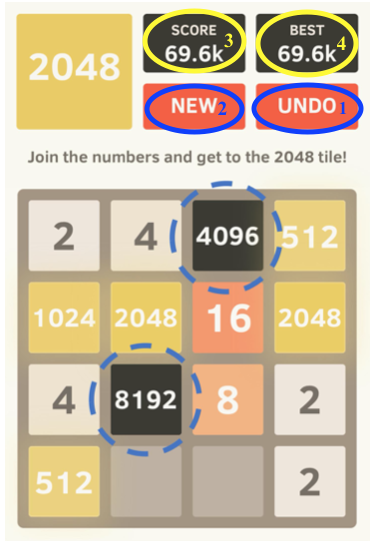 2048
SCORE
69.6k 3
BEST
69.6k 4
NEW 2
UNDO 1
Join the numbers and get to the 2048 tile!
2 4 4096 512
1024 2048 16 2048
4 8192 8 2
512 2